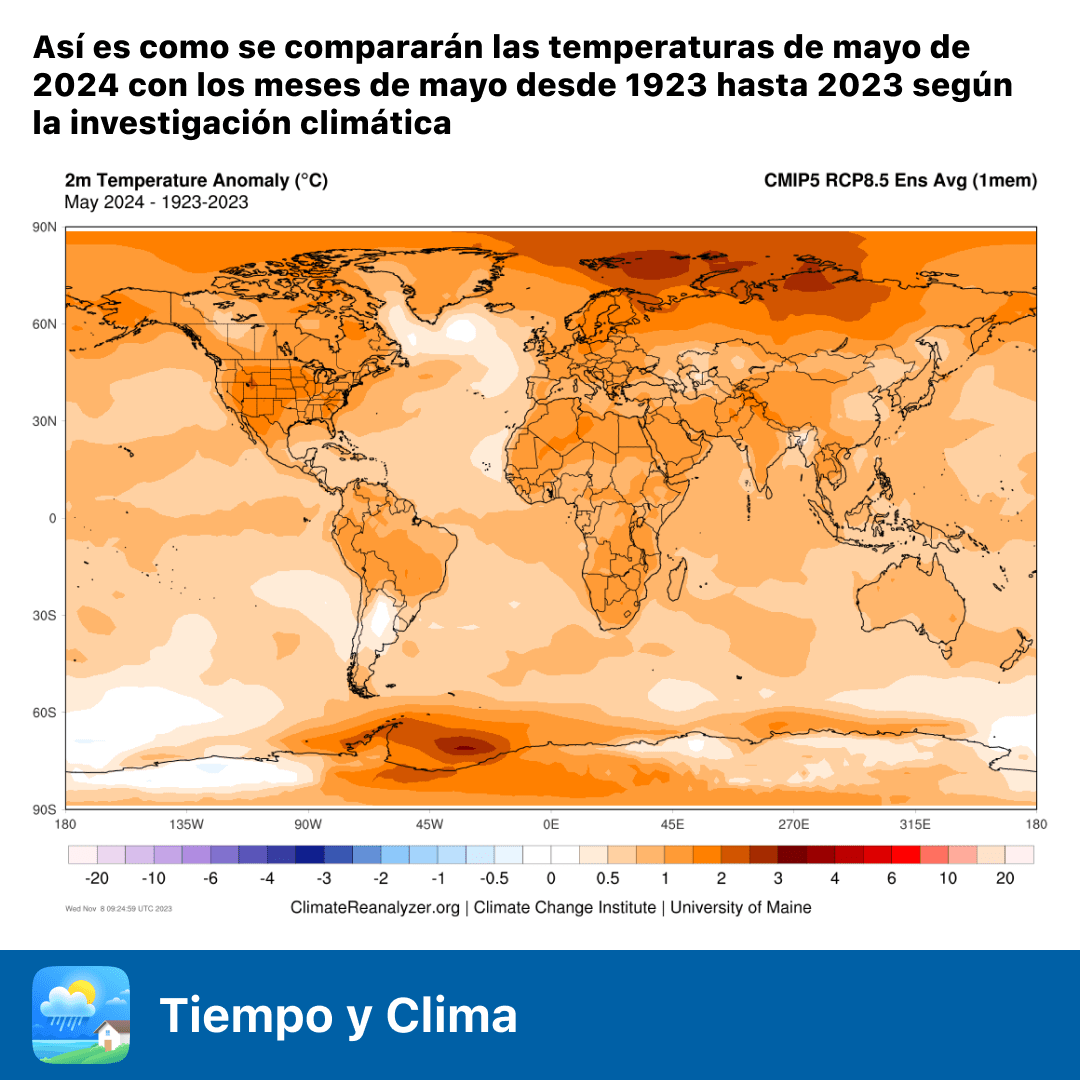 Así es como se compararán las temperaturas de mayo de
2024 con los meses de mayo desde 1923 hasta 2023 según
la investigación climática
2m Temperature Anomaly (°C)
CMIP5 RCP8.5 Ens Avg (1mem)
May 2024 - 1923-2023
90N
60N
30N
0
30S
60S
90S
180 135W 90W 45W 0E 45E 270E 315E 180
-20 -10 -6 -4 -3 -2 -1 -0.5 0 0.5 1 2 3 4 6 10 20
Wed Nov 8 09:24:59 UTC 2023
ClimateReanalyzer.org | Climate Change Institute | University of Maine
Tiempo y Clima